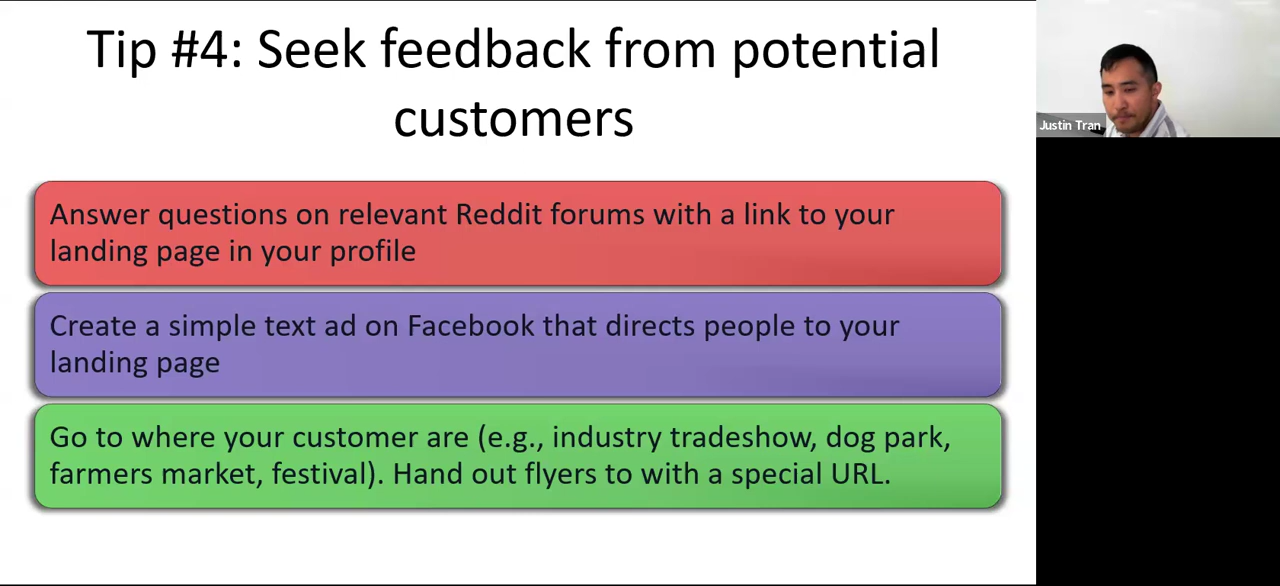 Tip #4: Seek feedback from potential
customers
Justin Tran
Answer questions on relevant Reddit forums with a link to your
landing page in your profile
Create a simple text ad on Facebook that directs people to your
landing page
Go to where your customer are (e.g., industry tradeshow, dog park,
farmers market, festival). Hand out flyers to with a special URL.